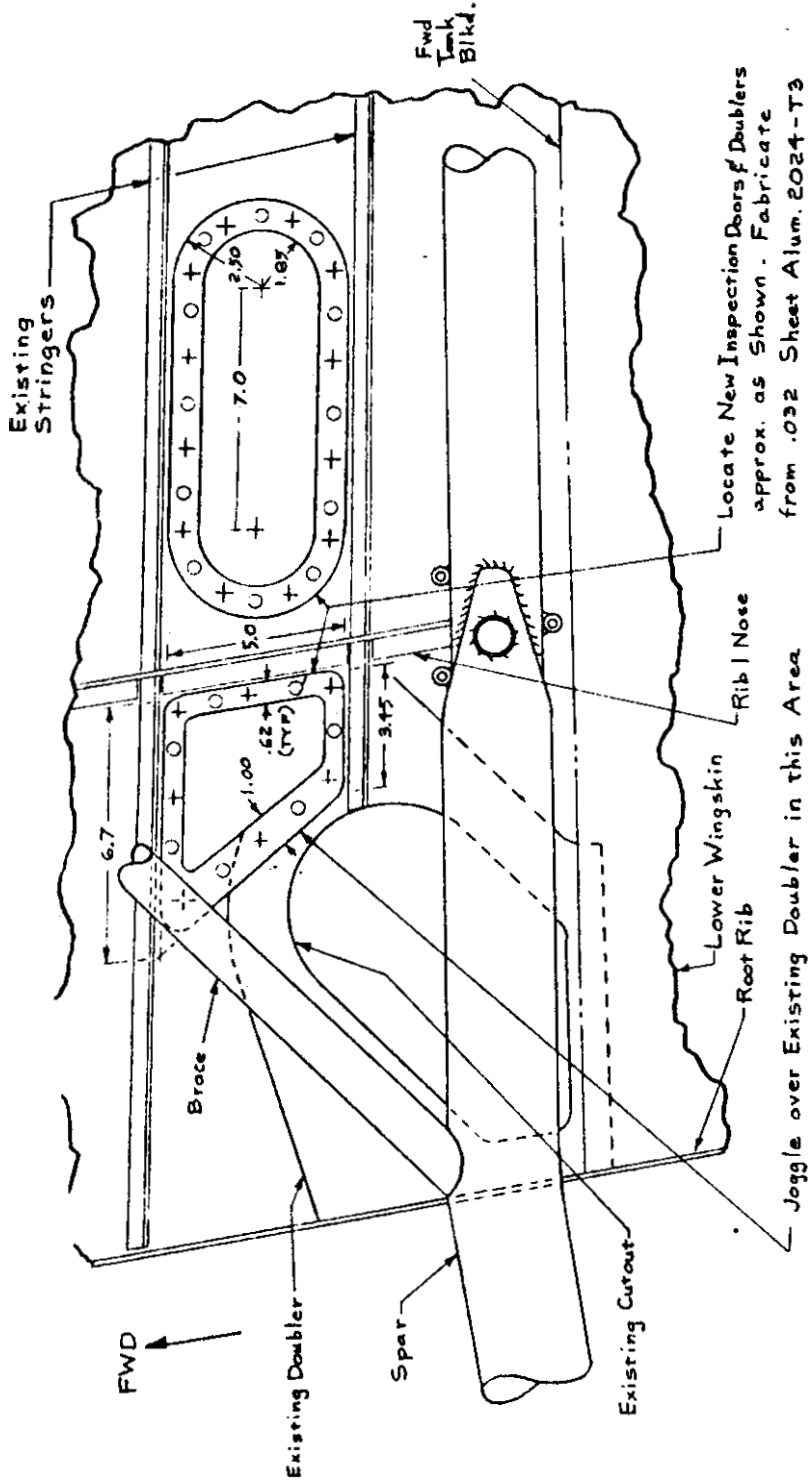 Existing
Stringers
Fwd
Tank
Blkd.
FWD
Existing Doubler
Brace
Spar
Existing Cutout
6.7
5.0
.62
(TYP)
1.00
3.45
7.0
2.50
1.85
Locate New Inspection Doors & Doublers
approx. as Shown. Fabricate
from .032 Sheet Alum. 2024-T3
Rib 1 Nose
Lower Wingskin
Root Rib
Joggle over Existing Doubler in this Area